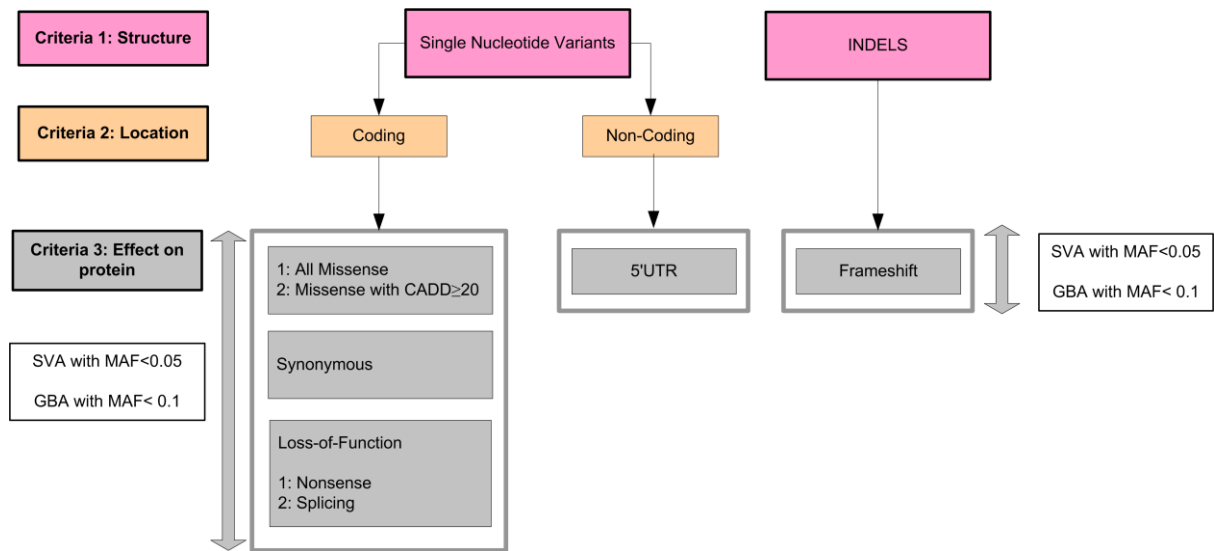 Criteria 1: Structure
Single Nucleotide Variants
INDELS
Criteria 2: Location
Coding
Non-Coding
Criteria 3: Effect on
protein
1: All Missense
2: Missense with CADD≥20
5'UTR
Frameshift
SVA with MAF<0.05
GBA with MAF< 0.1
SVA with MAF<0.05
GBA with MAF< 0.1
Synonymous
Loss-of-Function
1: Nonsense
2: Splicing